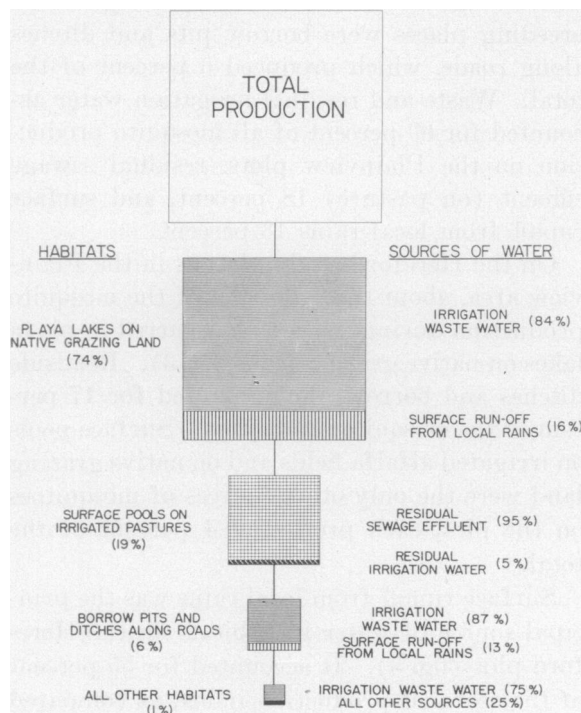 TOTAL
PRODUCTION
HABITATS
SOURCES OF WATER
PLAYA LAKES ON
NATIVE GRAZING LAND
(74%)
IRRIGATION
WASTE WATER (84%)
SURFACE RUN-OFF
FROM LOCAL RAINS (16%)
SURFACE POOLS ON
IRRIGATED PASTURES
(19%)
RESIDUAL
SEWAGE EFFLUENT (95%)
RESIDUAL
IRRIGATION WATER (5%)
BORROW PITS AND
DITCHES ALONG ROADS
(6%)
IRRIGATION
WASTE WATER (87%)
SURFACE RUN-OFF
FROM LOCAL RAINS (13%)
ALL OTHER HABITATS
(1%)
IRRIGATION WASTE WATER (75%)
ALL OTHER SOURCES (25%)